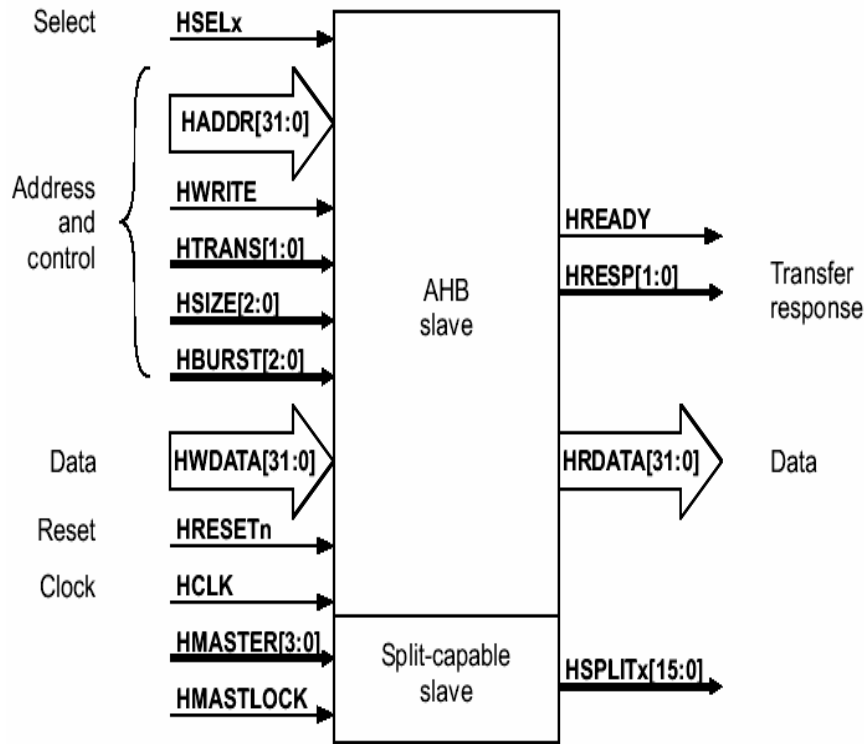 Select
HSELx
HADDR[31:0]
Address
and
control
HWRITE
HTRANS[1:0]
HSIZE[2:0]
HBURST[2:0]
Data
HWDATA[31:0]
Reset
HRESETn
Clock
HCLK
HMASTER[3:0]
HMASTLOCK
AHB
slave
Split-capable
slave
HREADY
HRESP[1:0]
Transfer
response
HRDATA[31:0]
Data
HSPLITx[15:0]